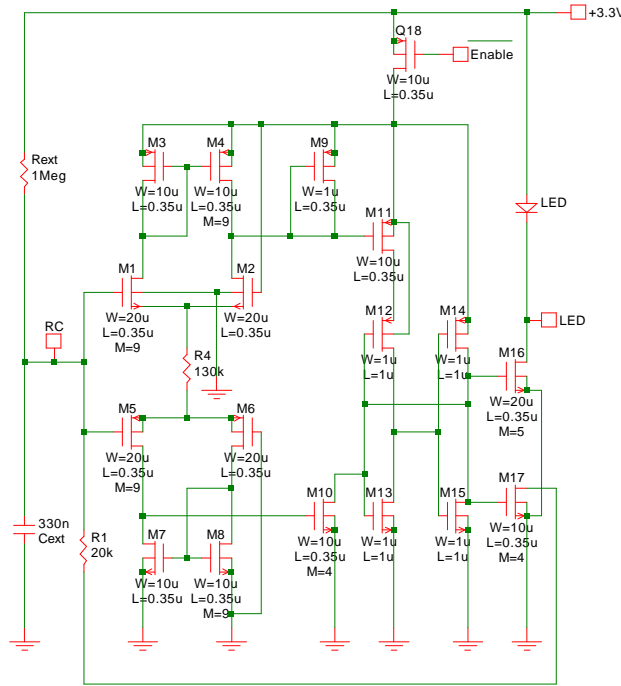 +3.3V
Q18
Enable
W=10u
L=0.35u
M3
M4
M9
Rext
1Meg
W=10u
L=0.35u
W=10u
L=0.35u
M=9
W=1u
L=0.35u
M11
LED
W=10u
L=0.35u
M1
M2
W=20u
L=0.35u
M=9
W=20u
L=0.35u
M12
M14
LED
RC
R4
130k
W=1u
L=1u
W=1u
L=1u
M16
W=20u
L=0.35u
M=5
M5
M6
W=20u
L=0.35u
M=9
W=20u
L=0.35u
M10
M13
M15
M17
330n
Cext
R1
20k
M7
M8
W=10u
L=0.35u
M=4
W=1u
L=1u
W=1u
L=1u
W=10u
L=0.35u
M=4
W=10u
L=0.35u
W=10u
L=0.35u
M=9